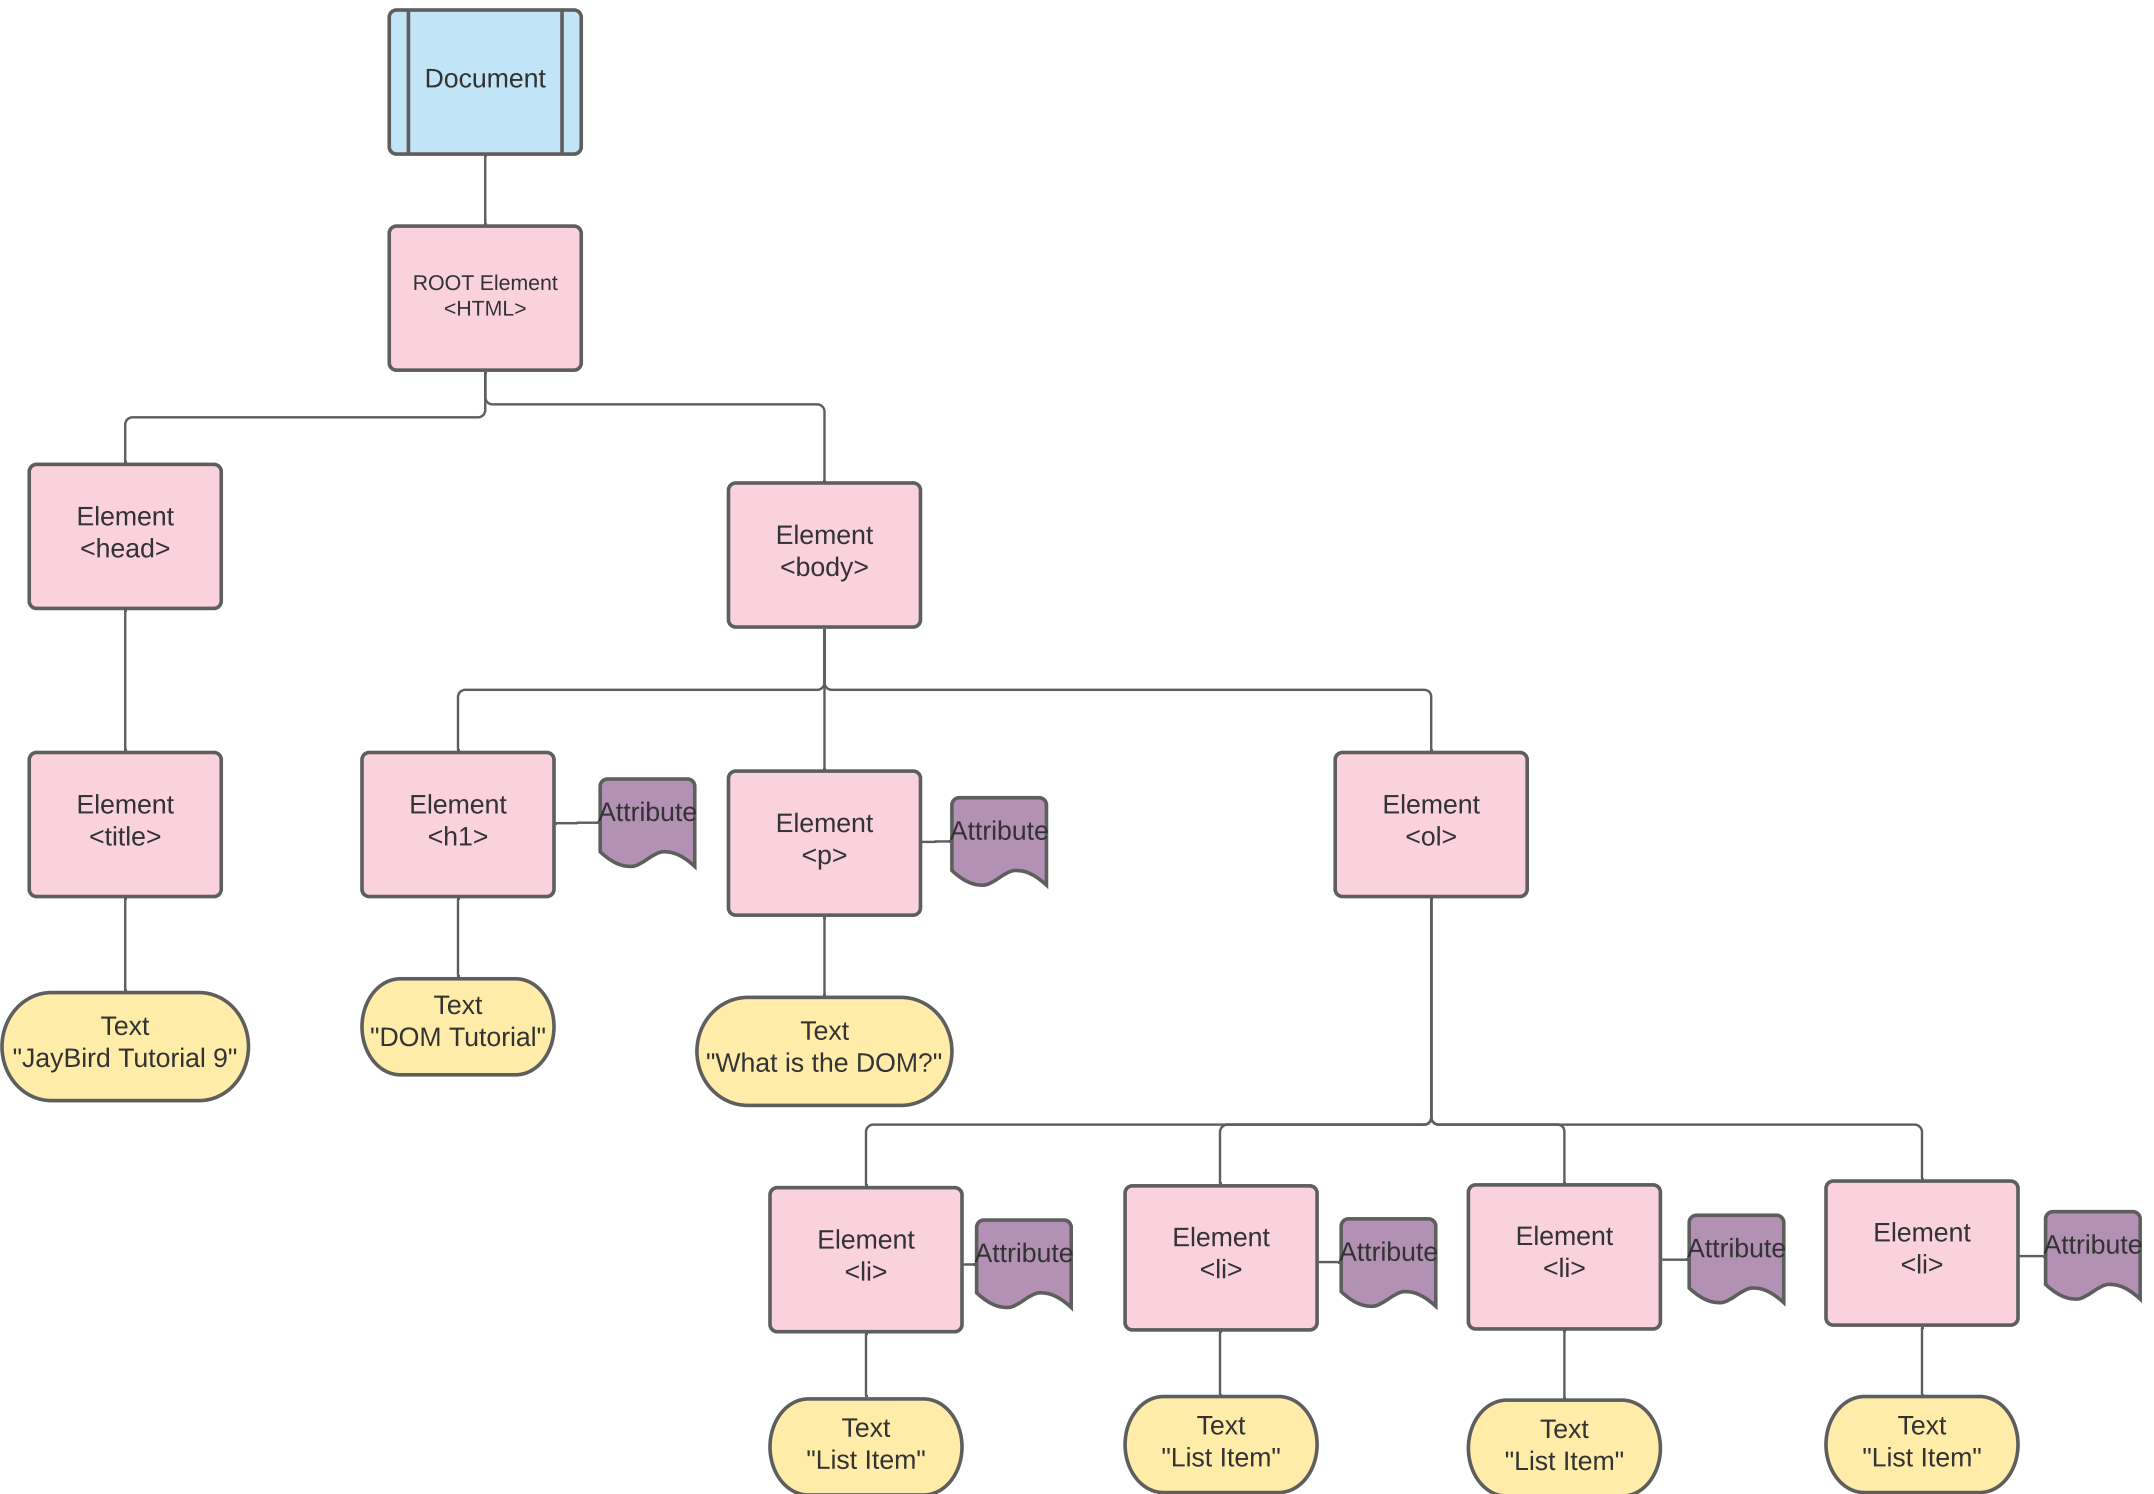 Document
ROOT Element
<HTML>
Element
<head>
Element
<body>
Element
<title>
Element
<h1>
Attribute
Element
<p>
Attribute
Element
<ol>
Text
"JayBird Tutorial 9"
Text
"DOM Tutorial"
Text
"What is the DOM?"
Element
<li>
Attribute
Element
<li>
Attribute
Element
<li>
Attribute
Element
<li>
Attribute
Text
"List Item"
Text
"List Item"
Text
"List Item"
Text
"List Item"